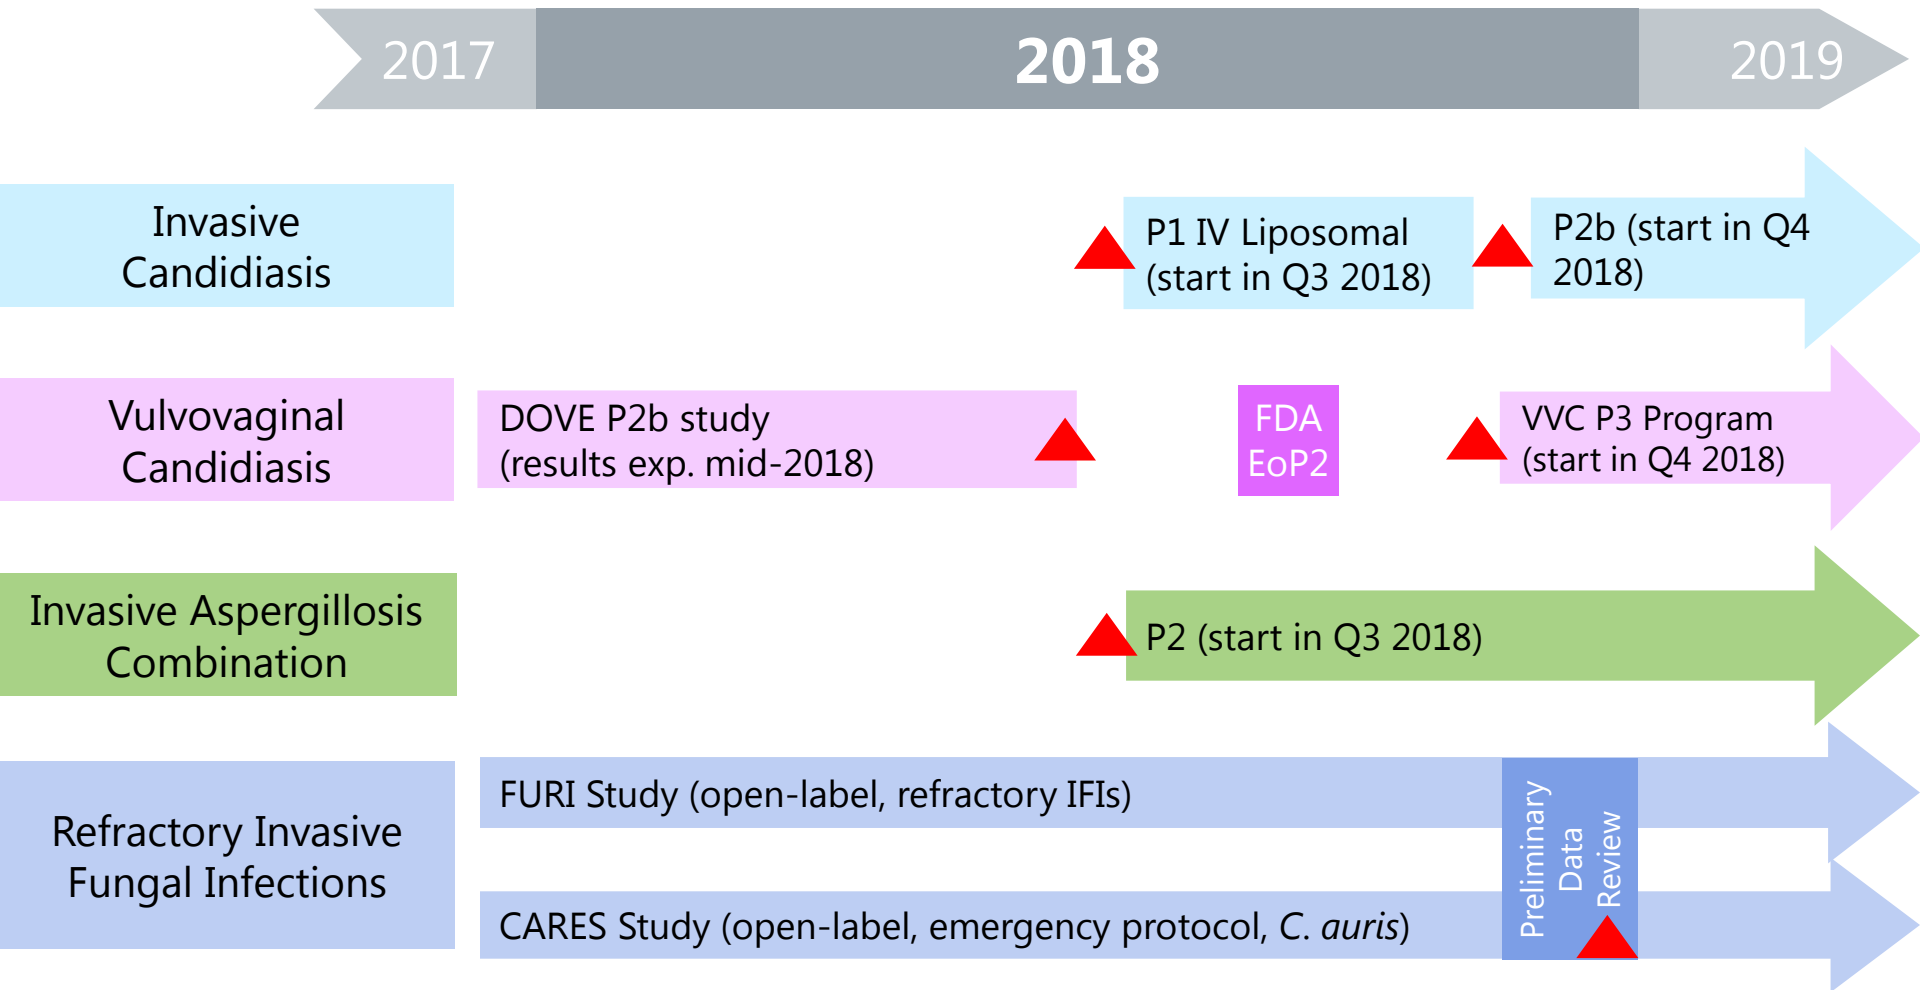 2017
2018
2019
Invasive
Candidiasis
P1 IV Liposomal
(start in Q3 2018)
P2b (start in Q4
2018)
Vulvovaginal
Candidiasis
DOVE P2b study
(results exp. mid-2018)
FDA
EoP2
VVC P3 Program
(start in Q4 2018)
Invasive Aspergillosis
Combination
P2 (start in Q3 2018)
Refractory Invasive
Fungal Infections
FURI Study (open-label, refractory IFIs)
CARES Study (open-label, emergency protocol, C. auris)
Preliminary
Data
Review